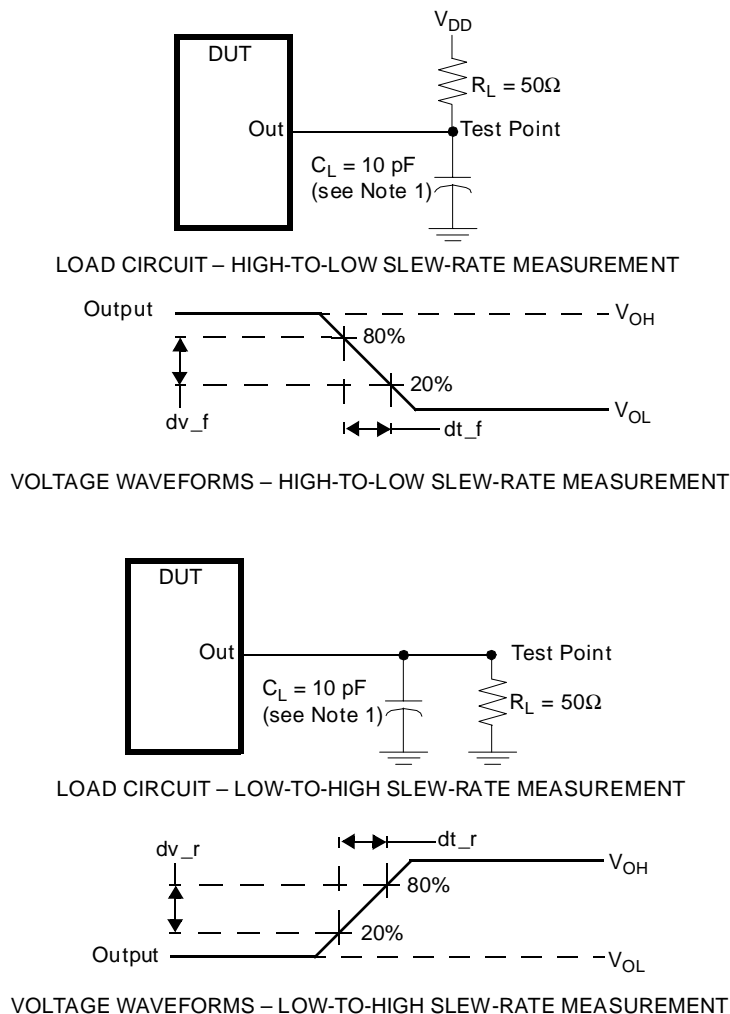 V_DD
DUT
R_L = 50Ω
Out
Test Point
C_L = 10 pF
(see Note 1)
LOAD CIRCUIT – HIGH-TO-LOW SLEW-RATE MEASUREMENT
Output
V_OH
80%
20%
dv_f
dt_f
V_OL
VOLTAGE WAVEFORMS – HIGH-TO-LOW SLEW-RATE MEASUREMENT
DUT
Out
Test Point
C_L = 10 pF
(see Note 1)
R_L = 50Ω
LOAD CIRCUIT – LOW-TO-HIGH SLEW-RATE MEASUREMENT
dv_r
dt_r
V_OH
80%
20%
Output
V_OL
VOLTAGE WAVEFORMS – LOW-TO-HIGH SLEW-RATE MEASUREMENT